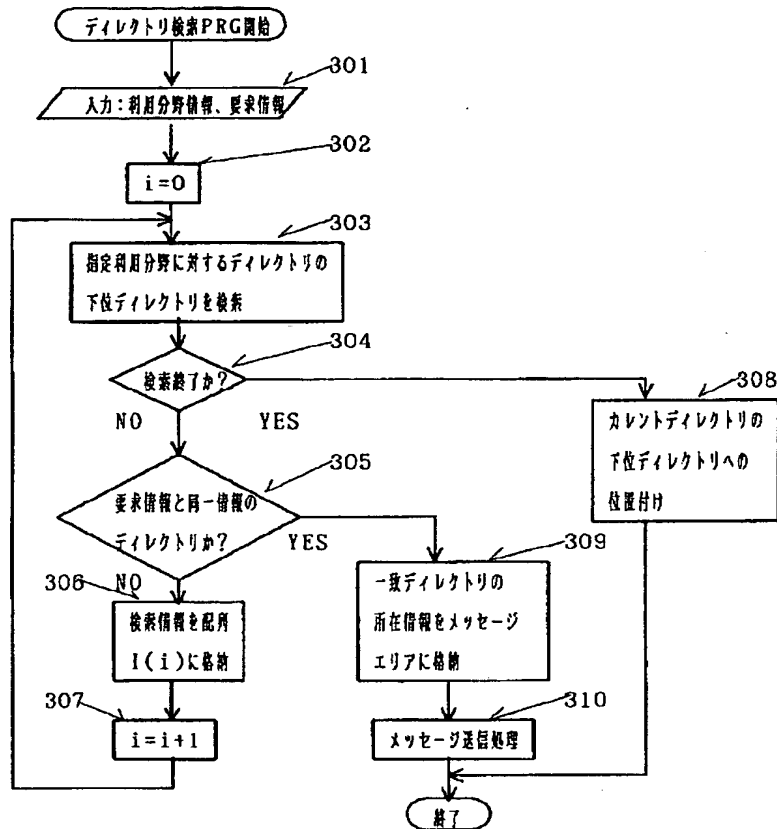 ディレクトリ検索PRG開始
301
入力：利用分野情報、要求情報
302
i=0
303
指定利用分野に対するディレクトリの
下位ディレクトリを検索
304
検索終了か？
NO YES
308
カレントディレクトリの
下位ディレクトリへの
位置付け
305
要求情報と同一情報の
ディレクトリか？ YES
NO
309
一致ディレクトリの
所在情報をメッセージ
エリアに格納
306
検索情報を配列
I(i)に格納
307
i=i+1
310
メッセージ送信処理
終了